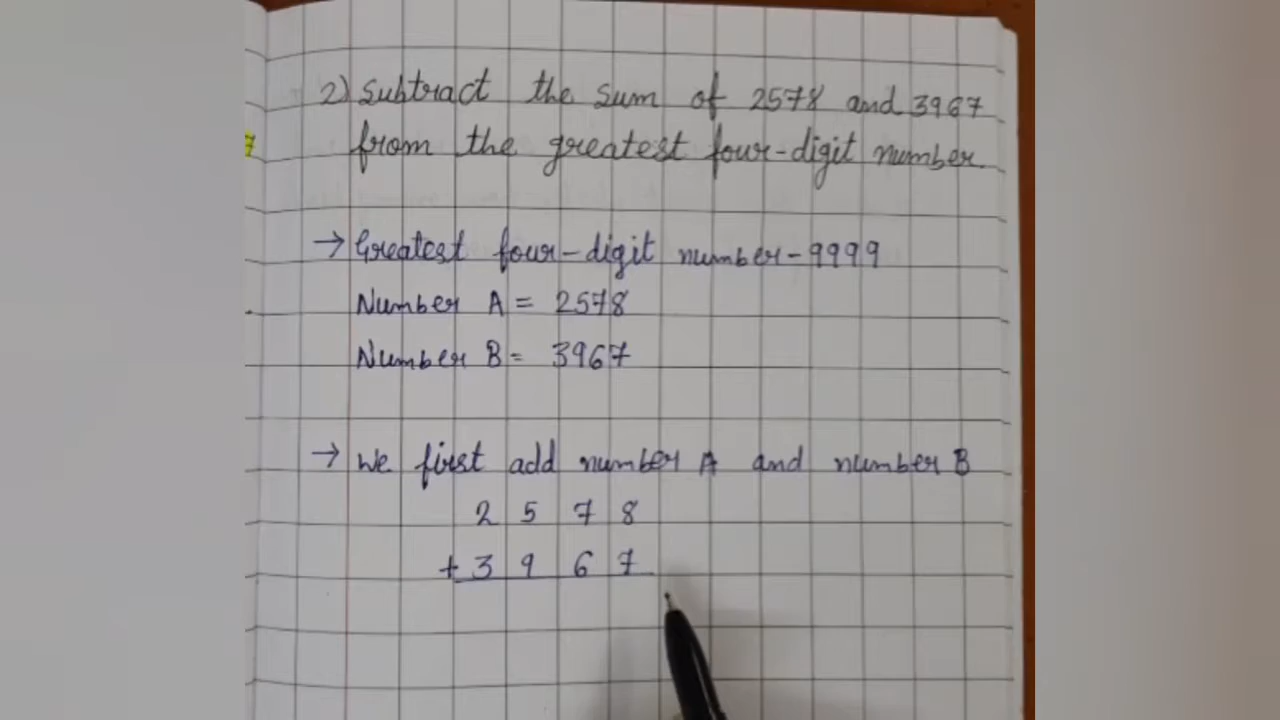 2) Subtract the sum of 2578 and 3967
from the greatest four-digit number.
7
→ Greatest four-digit number - 9999
Number A = 2578
Number B = 3967
→ We first add number A and number B
2 5 7 8
+ 3 9 6 7